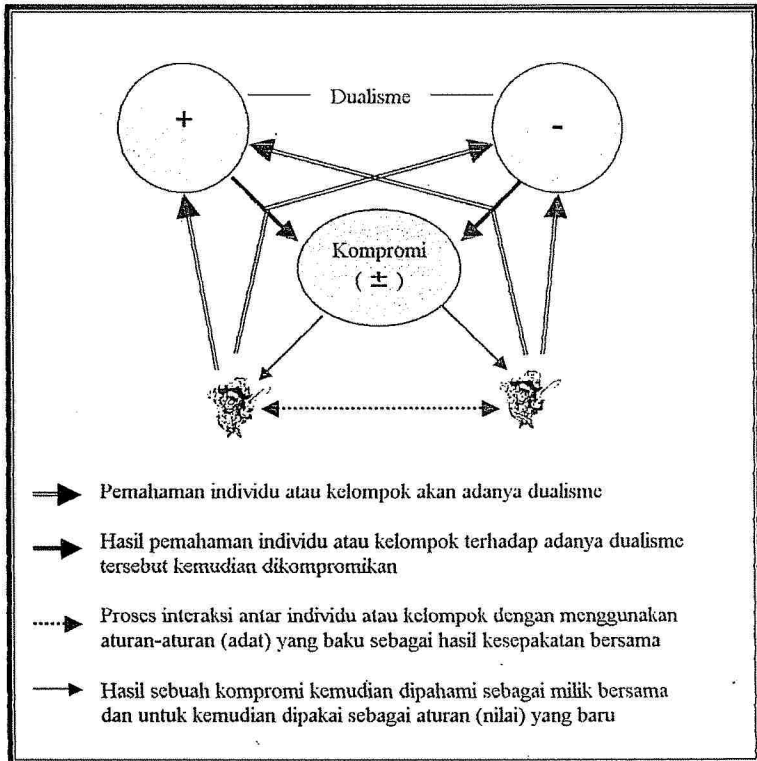 Dualisme
+
-
Kompromi
( ± )
Pemahaman individu atau kelompok akan adanya dualisme
Hasil pemahaman individu atau kelompok terhadap adanya dualisme
tersebut kemudian dikompromikan
Proses interaksi antar individu atau kelompok dengan menggunakan
aturan-aturan (adat) yang baku sebagai hasil kesepakatan bersama
Hasil sebuah kompromi kemudian dipahami sebagai milik bersama
dan untuk kemudian dipakai sebagai aturan (nilai) yang baru